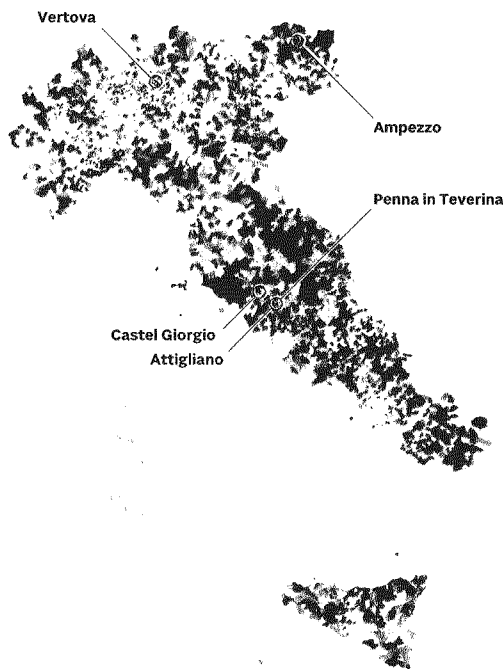 Vertova
Ampezzo
Penna in Teverina
Castel Giorgio
Attigliano